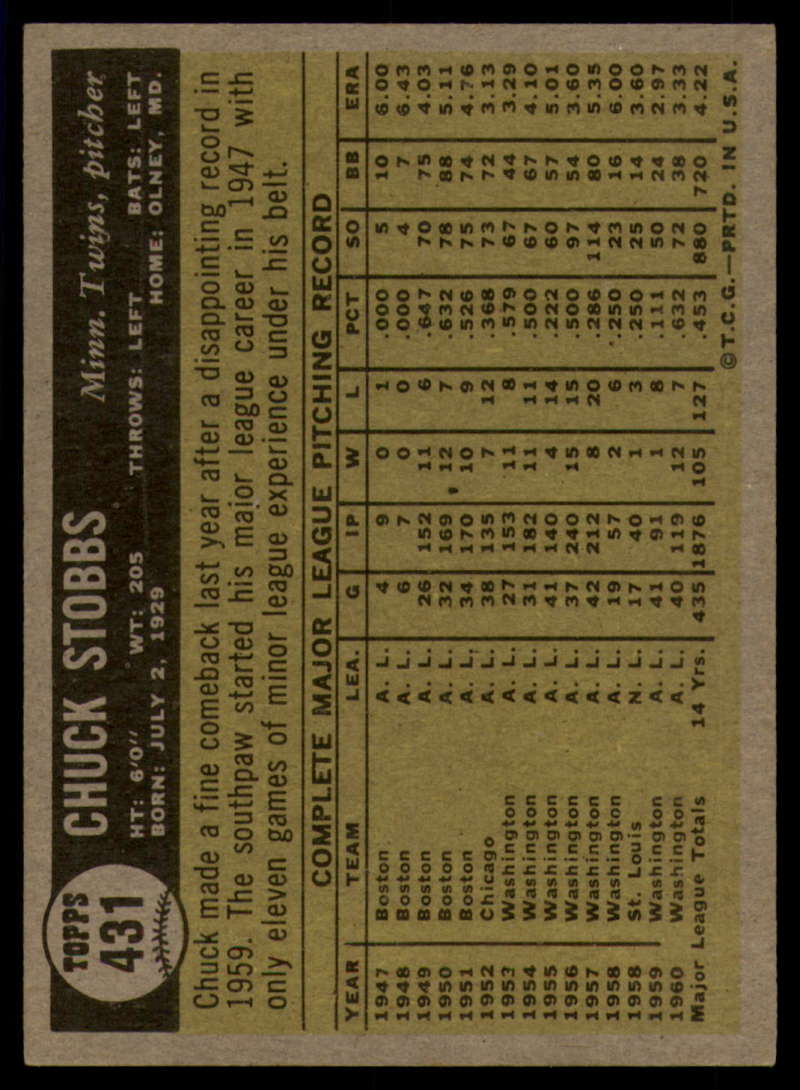 TOPPS
431
CHUCK STOBBS Minn. Twins, pitcher
HT: 6'0" WT: 205 THROWS: LEFT BATS: LEFT
BORN: JULY 2, 1929 HOME: OLNEY, MD.
Chuck made a fine comeback last year after a disappointing record in
1959. The southpaw started his major league career in 1947 with
only eleven games of minor league experience under his belt.
COMPLETE MAJOR LEAGUE PITCHING RECORD
YEAR TEAM LEA. G IP W L PCT SO BB ERA
1947 Boston A. L. 4 9 0 1 .000 5 10 6.00
1948 Boston A. L. 6 7 0 0 .000 4 7 6.43
1949 Boston A. L. 26 152 11 6 .647 70 75 4.03
1950 Boston A. L. 32 169 12 7 .632 78 88 5.11
1951 Boston A. L. 34 170 10 9 .526 75 74 4.76
1952 Chicago A. L. 38 135 7 12 .368 73 72 3.13
1953 Washington A. L. 27 153 11 8 .579 67 44 3.29
1954 Washington A. L. 31 182 11 11 .500 67 67 4.10
1955 Washington A. L. 41 140 4 14 .222 60 57 5.01
1956 Washington A. L. 37 240 15 15 .500 97 54 3.60
1957 Washington A. L. 42 212 8 20 .286 114 80 5.35
1958 Washington A. L. 19 57 2 6 .250 23 16 6.00
1958 St. Louis N. L. 17 40 1 3 .250 25 14 3.60
1959 Washington A. L. 41 91 1 8 .111 50 24 2.97
1960 Washington A. L. 40 119 12 7 .632 72 38 3.33
Major League Totals 14 Yrs. 435 1876 105 127 .453 880 720 4.22
©T.C.G.—PRTD. IN U.S.A.